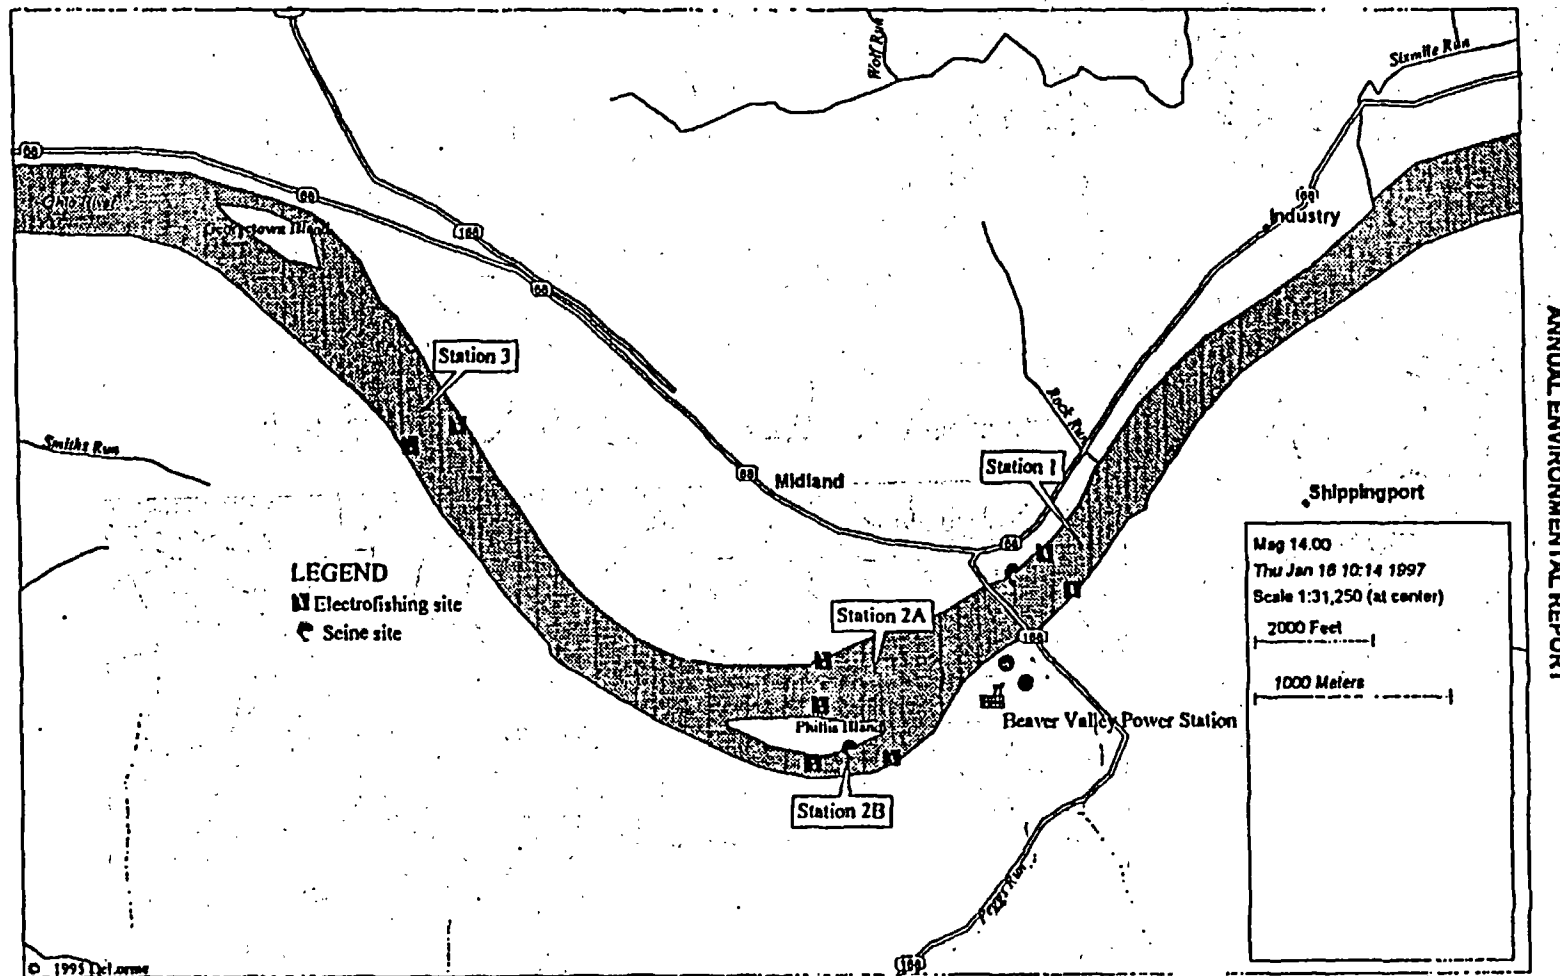 Wolf Run
Sixmile Run
68
68
Ohio River
Georgetown Island
168
68
68
Industry
Station 3
Rock Run
Smiths Run
68
Midland
Station 1
Shippingport
68
Mag 14.00
Thu Jan 16 10:14 1997
Scale 1:31,250 (at center)
2000 Feet
1000 Meters
LEGEND
Electrofishing site
Seine site
Station 2A
168
Phillis Island
Beaver Valley Power Station
Station 2B
Peggs Run
168
© 1995 DeLorme
ANNUAL ENVIRONMENTAL REPORT